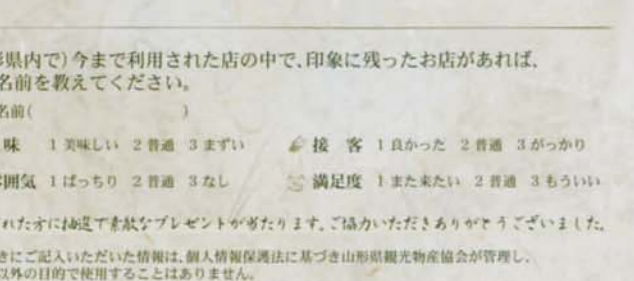 形県内で)今まで利用された店の中で、印象に残ったお店があれば、
名前を教えてください。
名前( )
味 1 美味しい 2 普通 3 まずい 接 客 1 良かった 2 普通 3 がっかり
雰囲気 1 ばっちり 2 普通 3 なし 満足度 1 また来たい 2 普通 3 もういい
れた方に抽選で素敵なプレゼントが当たります。ご協力いただきありがとうございました。
きにご記入いただいた情報は、個人情報保護法に基づき山形県観光物産協会が管理し、
以外の目的で使用することはありません。